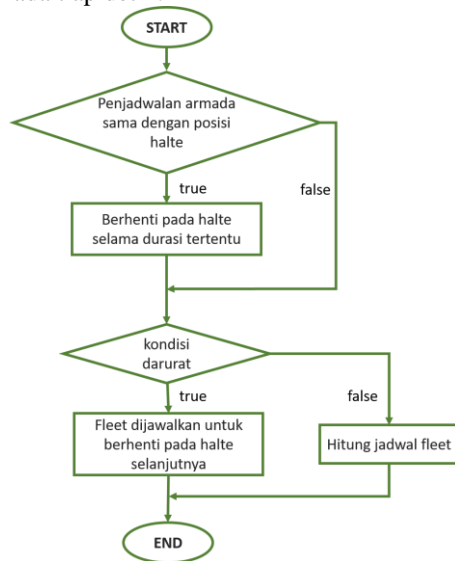 START
Penjadwalan armada
sama dengan posisi
halte
true
false
Berhenti pada halte
selama durasi tertentu
kondisi
darurat
true
false
Fleet dijawalkan untuk
berhenti pada halte
selanjutnya
Hitung jadwal fleet
END